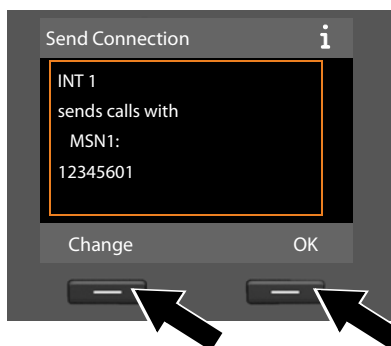 Send Connection i
INT 1
sends calls with
MSN1:
12345601
Change OK